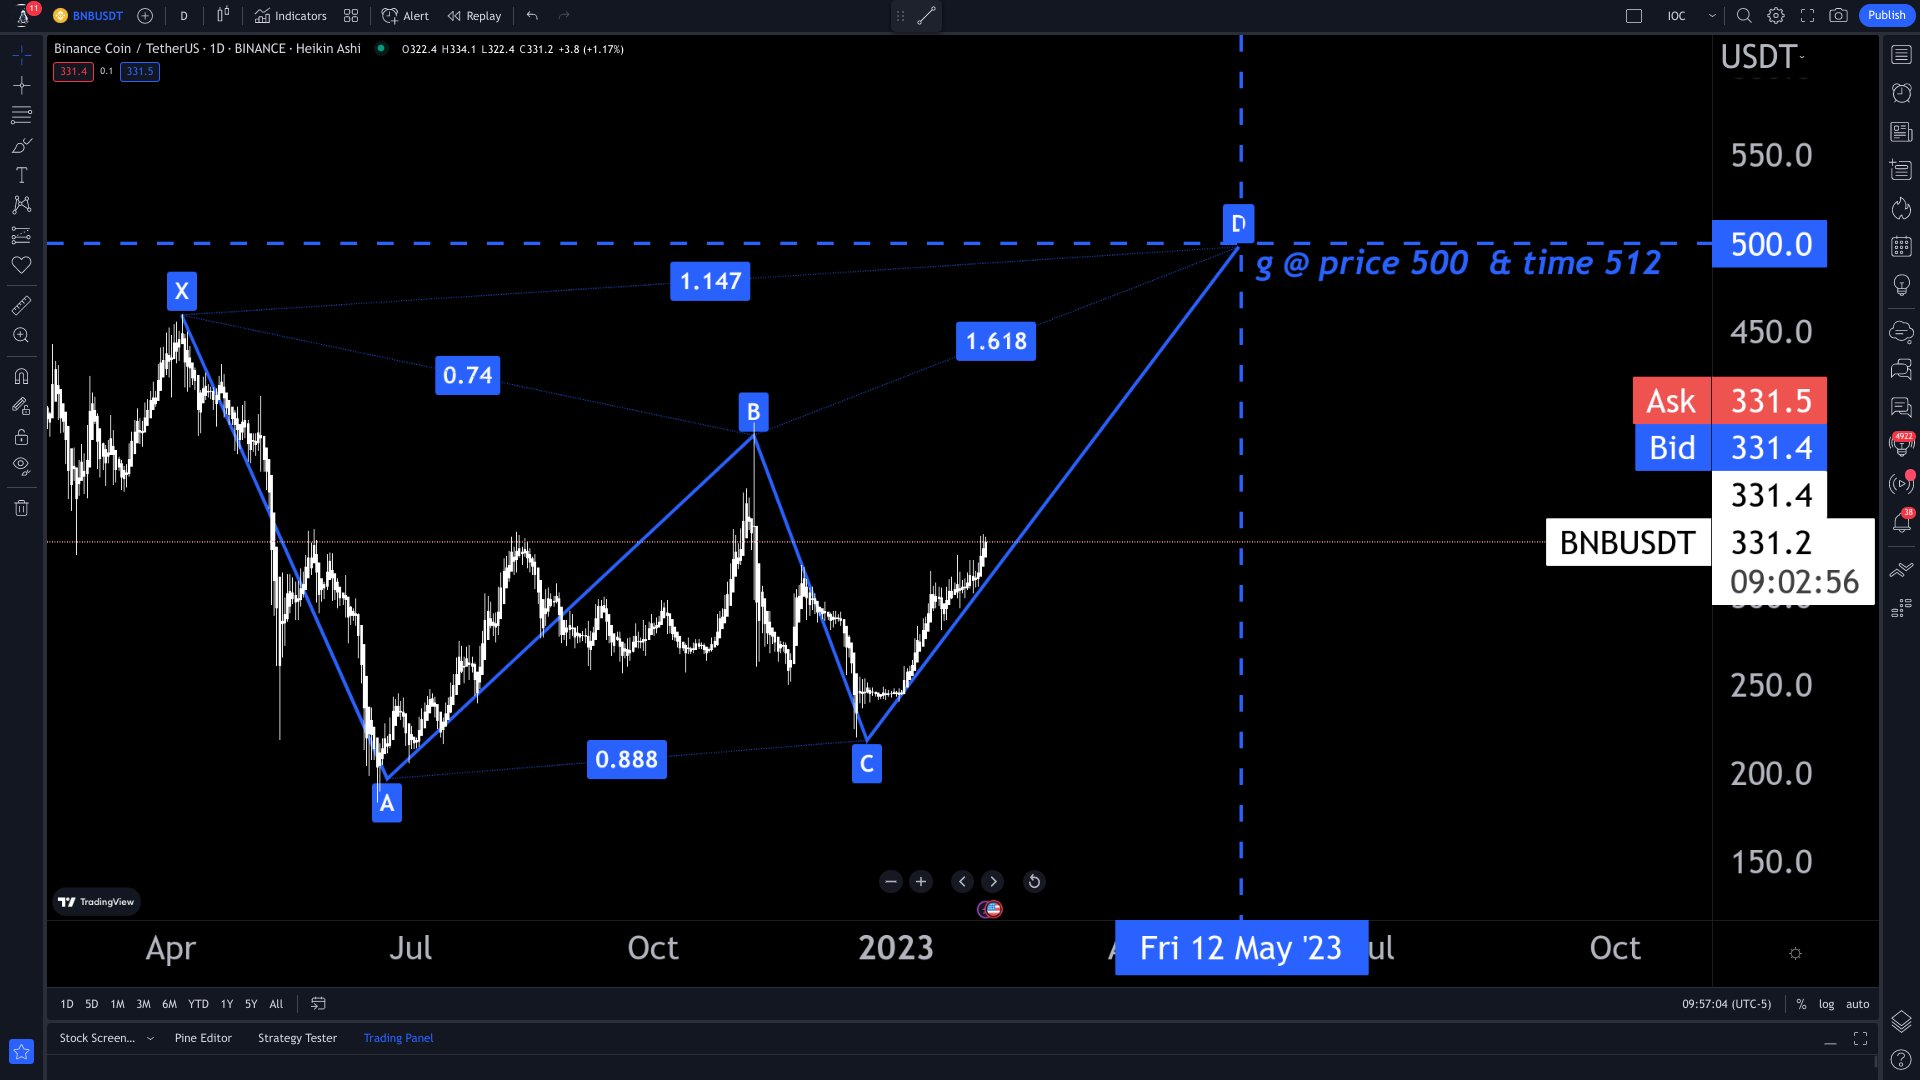 11
BNBUSDT
D
Indicators
Alert
Replay
IOC
Publish
Binance Coin / TetherUS · 1D · BINANCE · Heikin Ashi
O322.4 H334.1 L322.4 C331.2 +3.8 (+1.17%)
331.4 0.1 331.5
USDT
550.0
D
500.0
g @ price 500 & time 512
X
1.147
450.0
1.618
0.74
B
Ask 331.5
Bid 331.4
4922
331.4
38
BNBUSDT 331.2
09:02:56
250.0
0.888
C
200.0
A
150.0
TradingView
Apr
Jul
Oct
2023
Fri 12 May '23
Oct
1D 5D 1M 3M 6M YTD 1Y 5Y All
09:57:04 (UTC-5)
% log auto
Stock Screen...
Pine Editor
Strategy Tester
Trading Panel